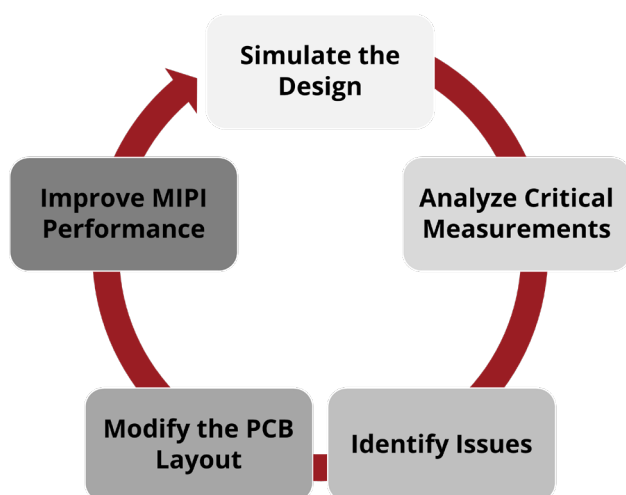 Simulate the
Design
Analyze Critical
Measurements
Identify Issues
Modify the PCB
Layout
Improve MIPI
Performance